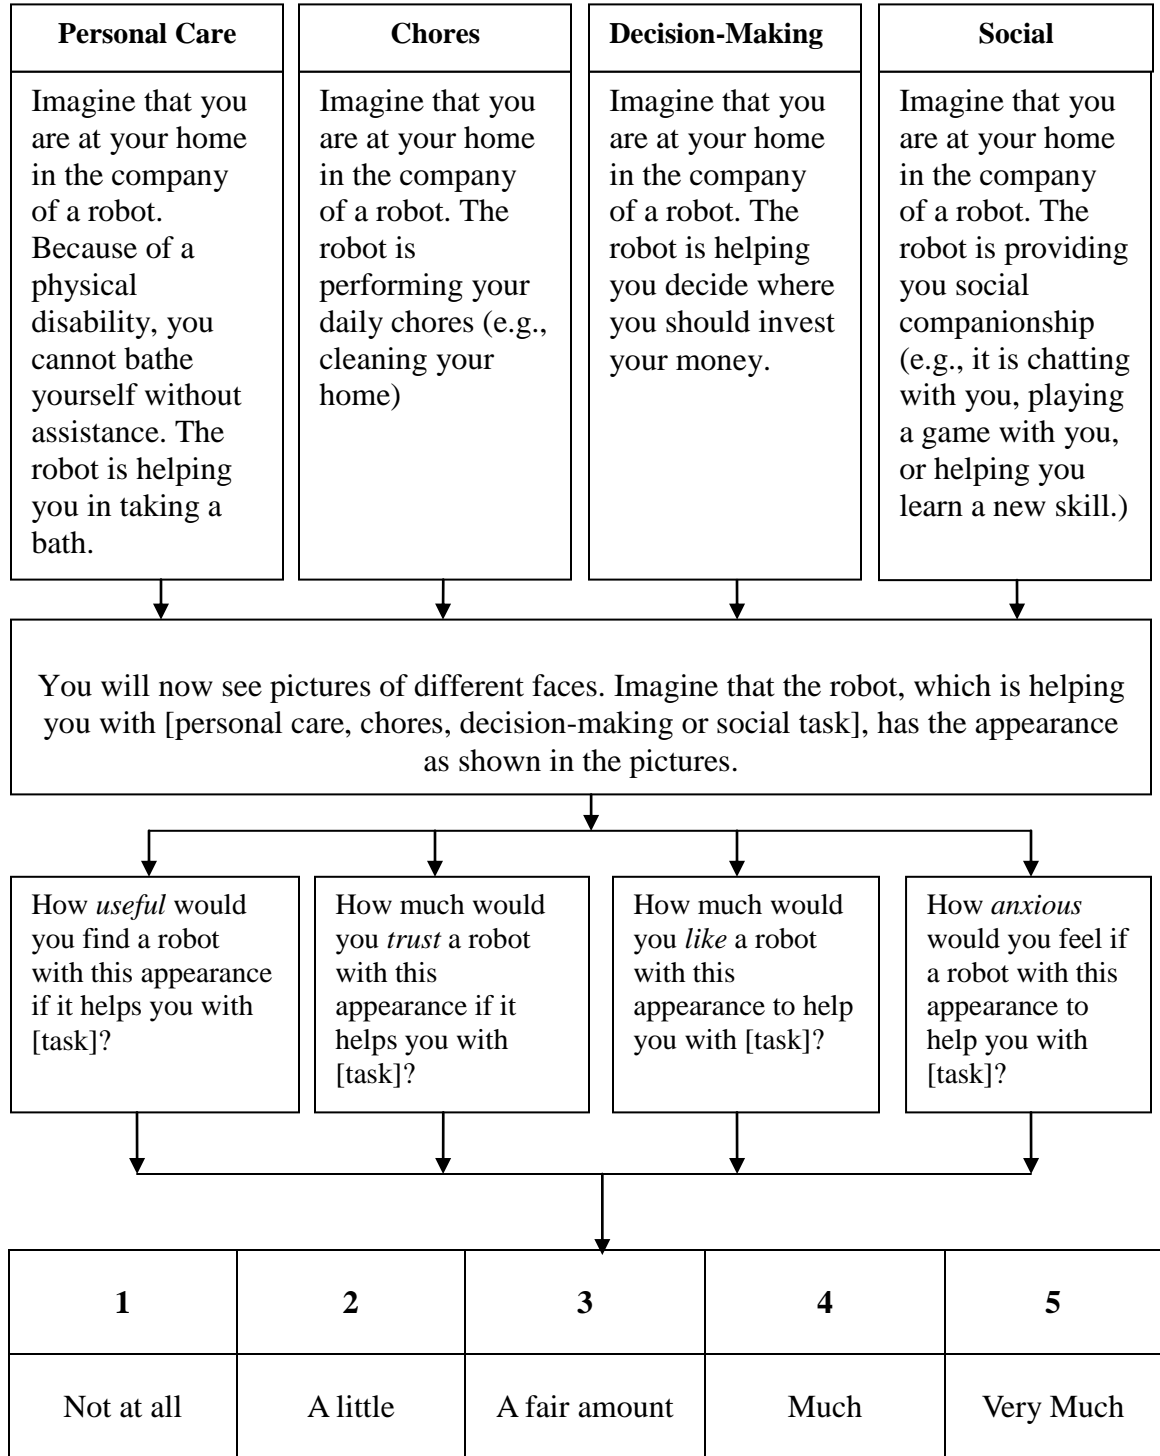 Personal Care
Imagine that you
are at your home
in the company
of a robot.
Because of a
physical
disability, you
cannot bathe
yourself without
assistance. The
robot is helping
you in taking a
bath.
Chores
Imagine that you
are at your home
in the company
of a robot. The
robot is
performing your
daily chores (e.g.,
cleaning your
home)
Decision-Making
Imagine that you
are at your home
in the company
of a robot. The
robot is helping
you decide where
you should invest
your money.
Social
Imagine that you
are at your home
in the company
of a robot. The
robot is providing
you social
companionship
(e.g., it is chatting
with you, playing
a game with you,
or helping you
learn a new skill.)
You will now see pictures of different faces. Imagine that the robot, which is helping
you with [personal care, chores, decision-making or social task], has the appearance
as shown in the pictures.
How useful would
you find a robot
with this appearance
if it helps you with
[task]?
How much would
you trust a robot
with this
appearance if it
helps you with
[task]?
How much would
you like a robot
with this
appearance to help
you with [task]?
How anxious
would you feel if
a robot with this
appearance to
help you with
[task]?
1 2 3 4 5
Not at all A little A fair amount Much Very Much